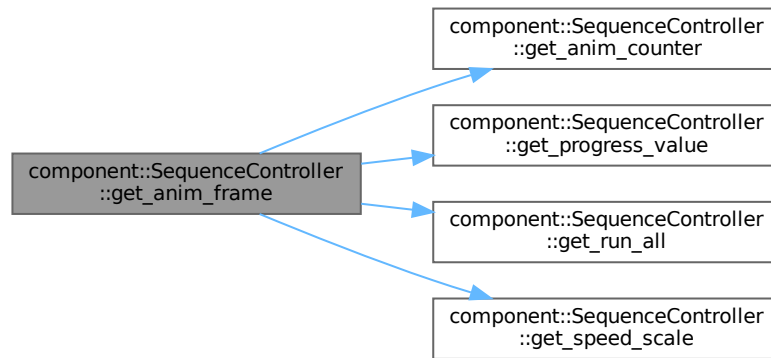 component::SequenceController
::get_anim_counter
component::SequenceController
::get_progress_value
component::SequenceController
::get_anim_frame
component::SequenceController
::get_run_all
component::SequenceController
::get_speed_scale